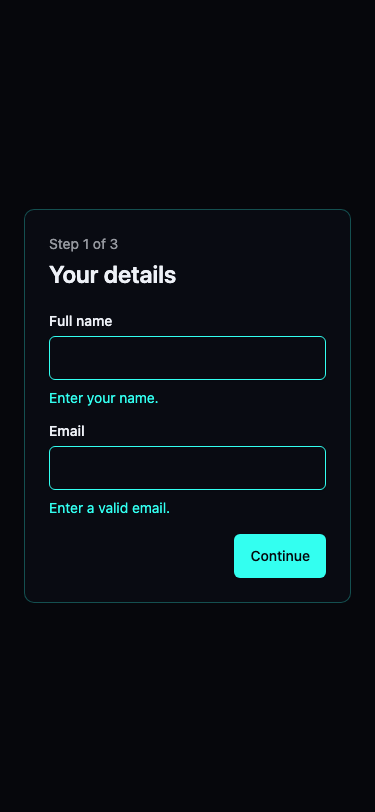 Step 1 of 3
Your details
Full name
Enter your name.
Email
Enter a valid email.
Continue